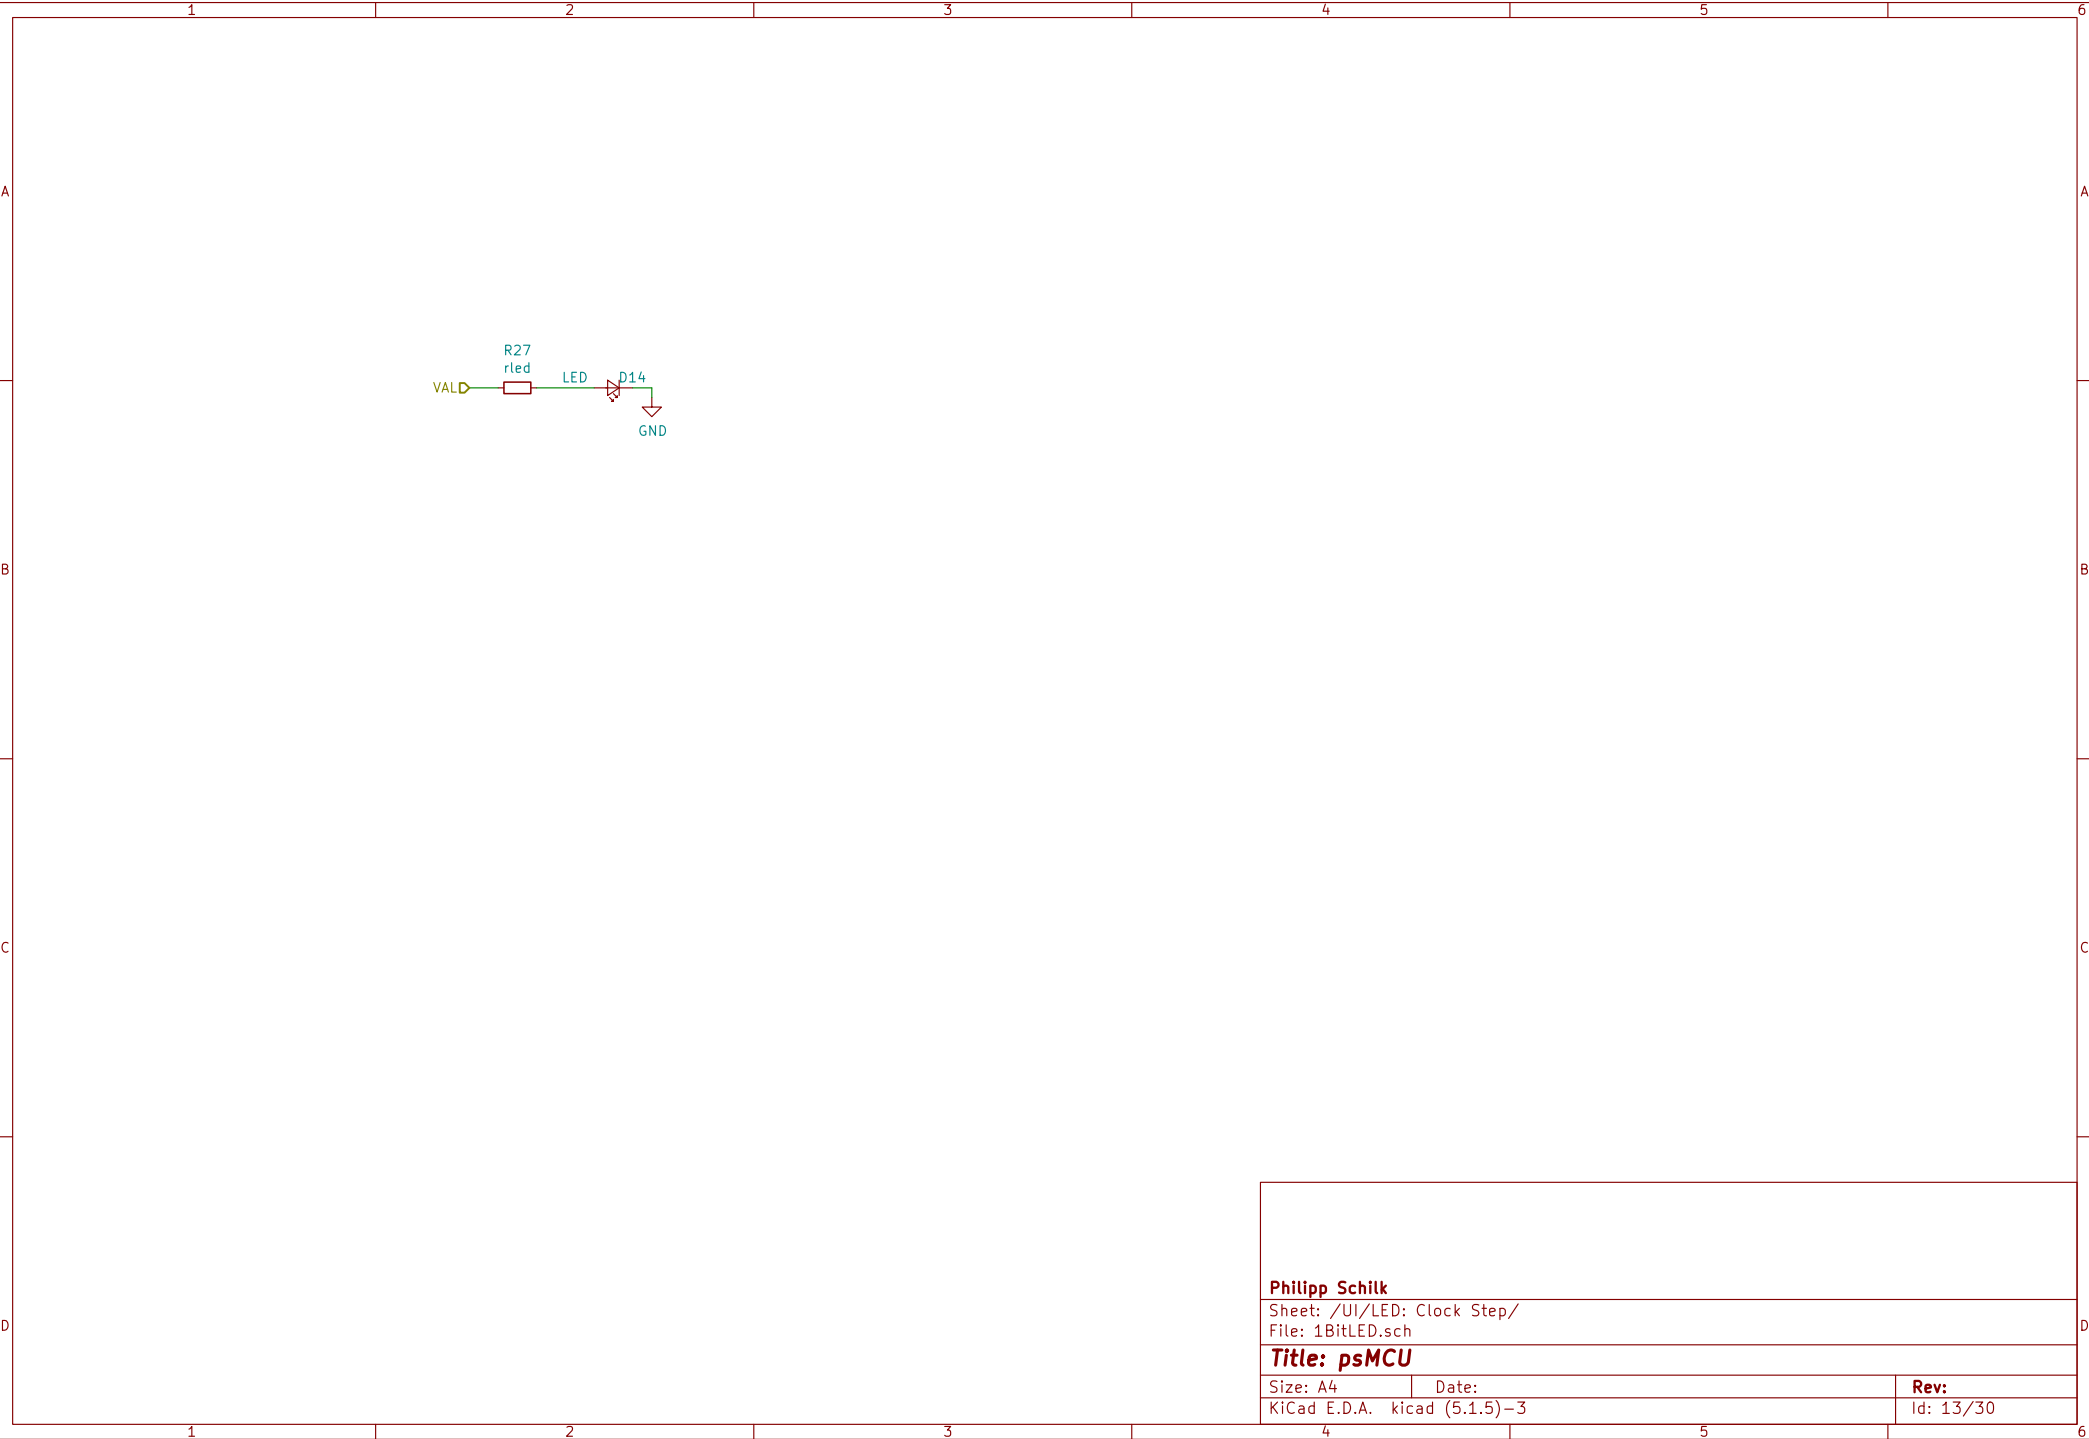 1 2 3 4 5 6
A A
R27
rled
VAL LED D14
GND
B B
C C
Philipp Schilk
Sheet: /UI/LED: Clock Step/
D D
File: 1BitLED.sch
Title: psMCU
Size: A4 Date: Rev:
KiCad E.D.A. kicad (5.1.5)-3 Id: 13/30
1 2 3 4 5 6